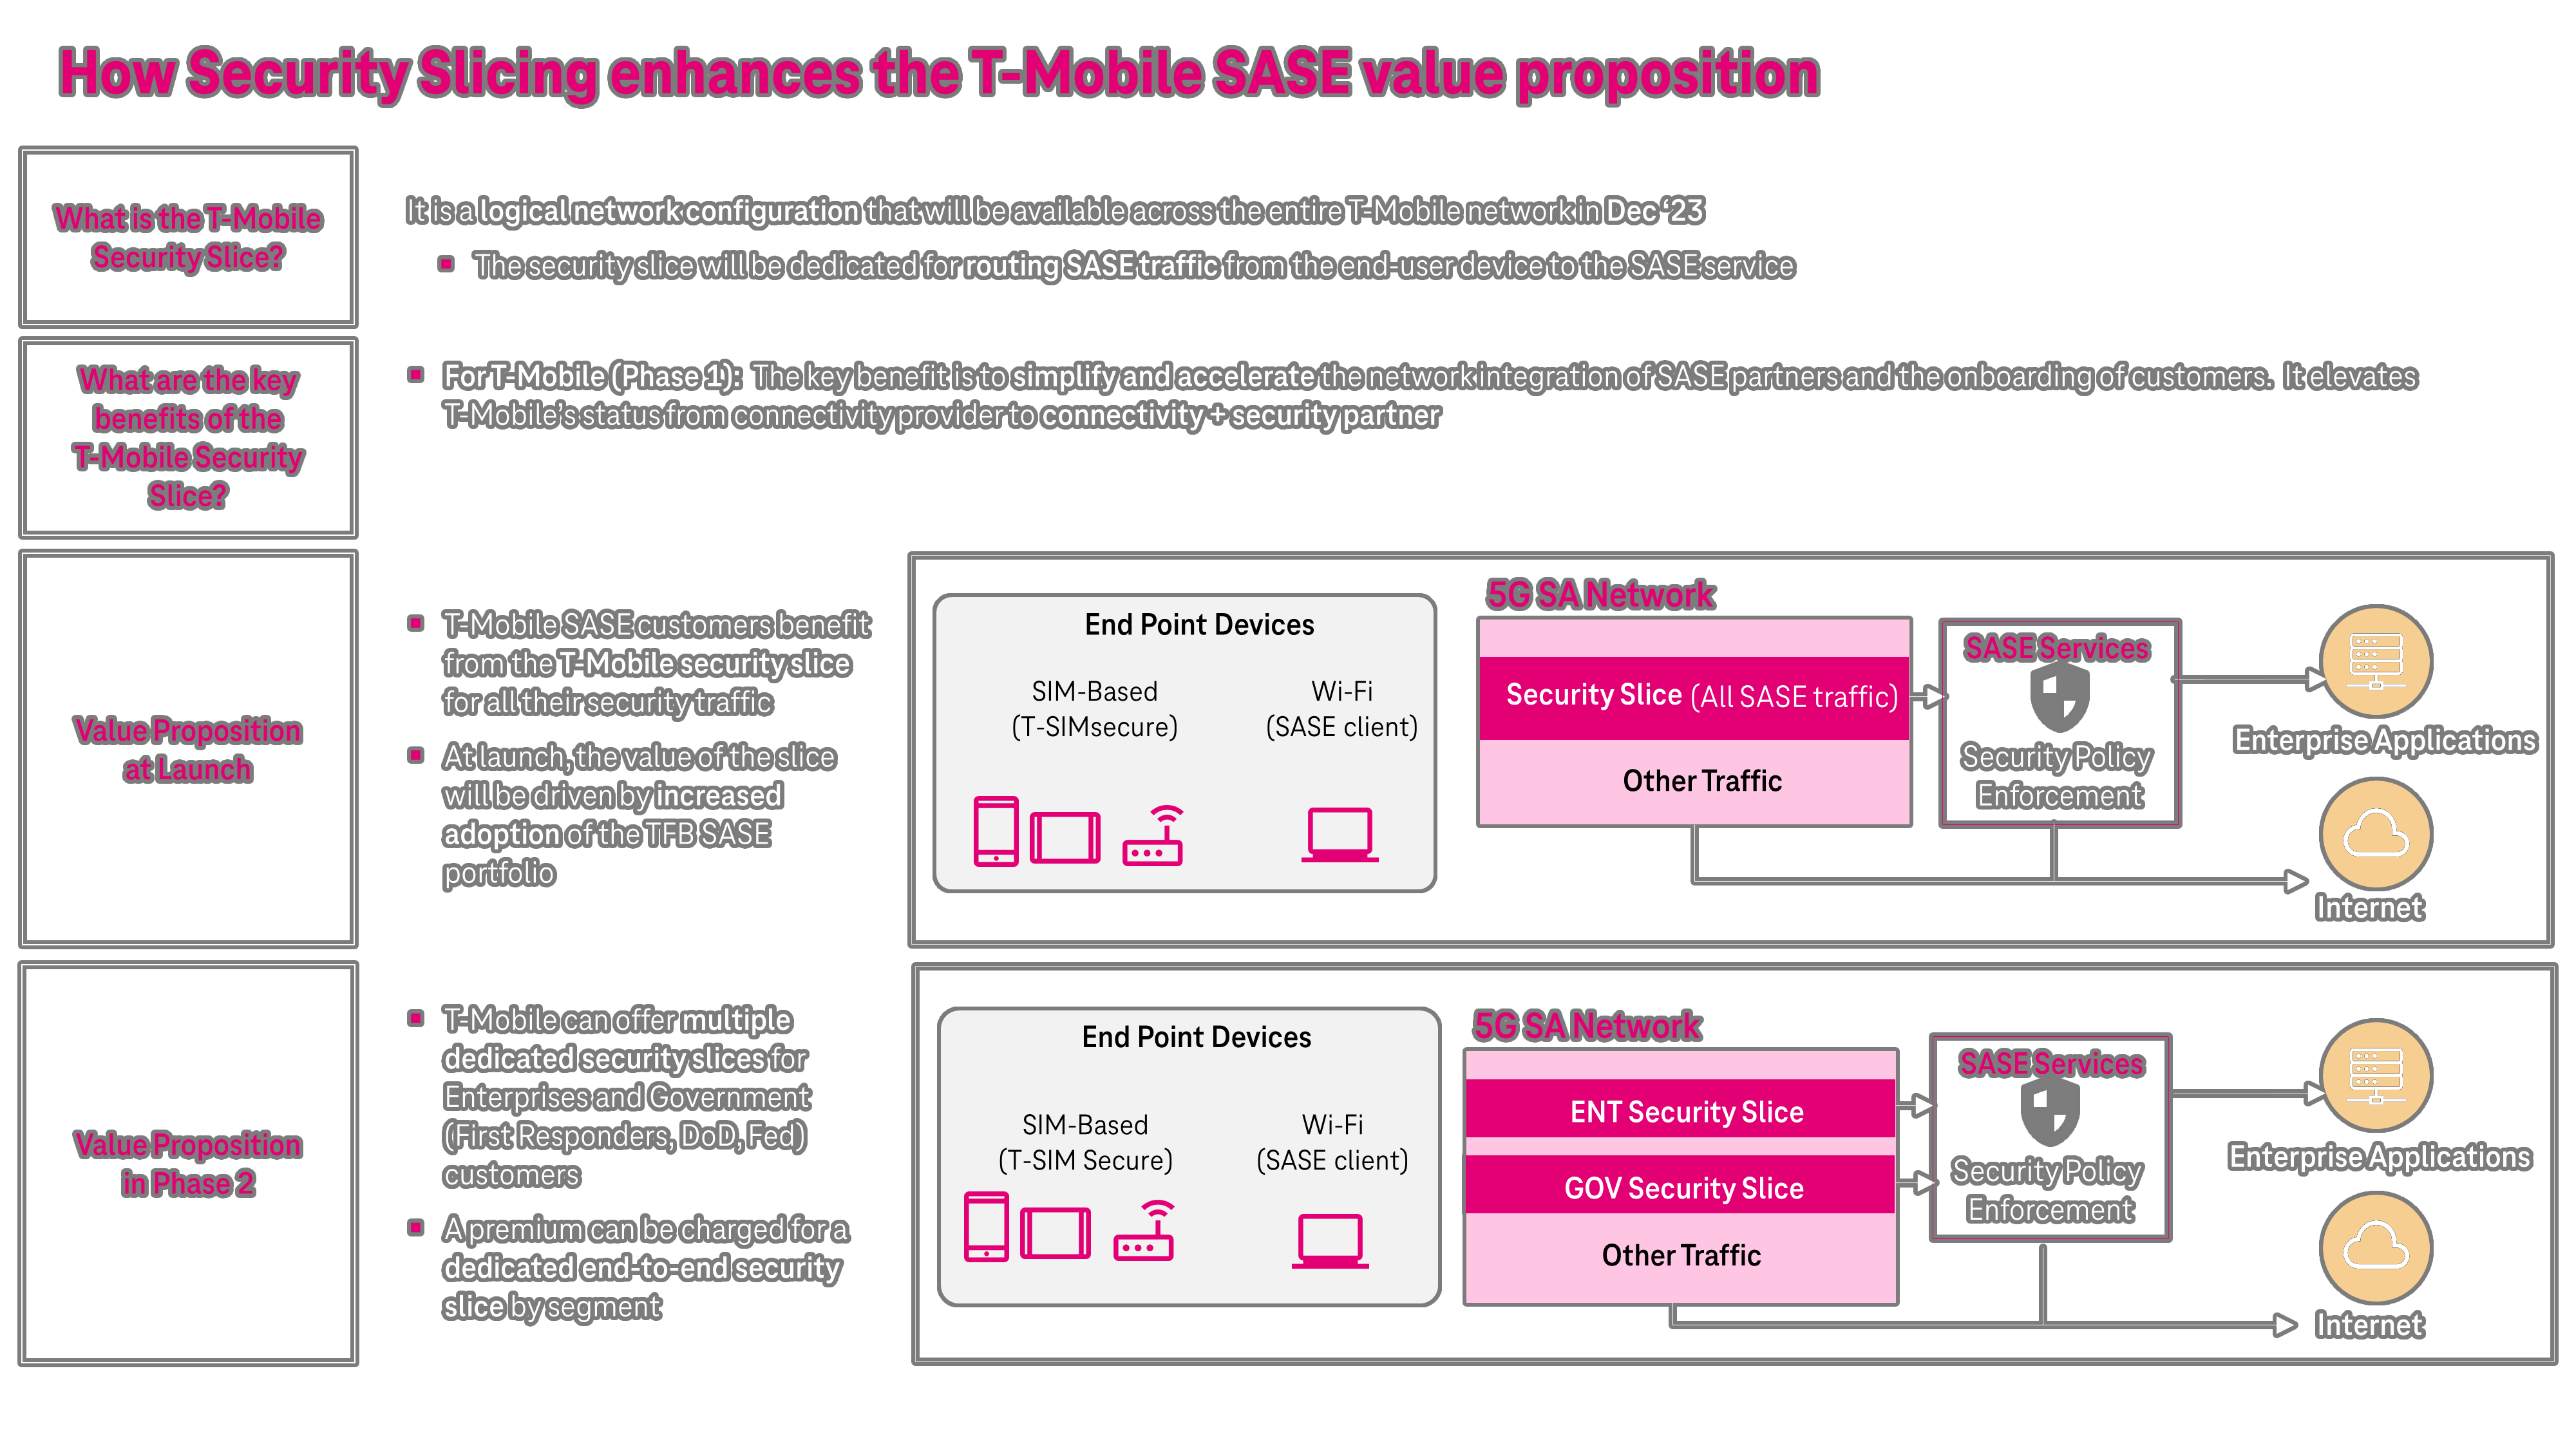 How Security Slicing enhances the T-Mobile SASE value proposition
What is the T-Mobile
Security Slice?
It is a logical network configuration that will be available across the entire T-Mobile network in Dec ‘23
The security slice will be dedicated for routing SASE traffic from the end-user device to the SASE service
What are the key
benefits of the
T-Mobile Security
Slice?
For T-Mobile (Phase 1): The key benefit is to simplify and accelerate the network integration of SASE partners and the onboarding of customers. It elevates
T-Mobile’s status from connectivity provider to connectivity + security partner
Value Proposition
at Launch
T-Mobile SASE customers benefit
from the T-Mobile security slice
for all their security traffic
At launch, the value of the slice
will be driven by increased
adoption of the TFB SASE
portfolio
End Point Devices
SIM-Based
(T-SIMsecure)
Wi-Fi
(SASE client)
5G SA Network
Security Slice (All SASE traffic)
Other Traffic
SASE Services
Security Policy
Enforcement
Enterprise Applications
Internet
Value Proposition
in Phase 2
T-Mobile can offer multiple
dedicated security slices for
Enterprises and Government
(First Responders, DoD, Fed)
customers
A premium can be charged for a
dedicated end-to-end security
slice by segment
End Point Devices
SIM-Based
(T-SIM Secure)
Wi-Fi
(SASE client)
5G SA Network
ENT Security Slice
GOV Security Slice
Other Traffic
SASE Services
Security Policy
Enforcement
Enterprise Applications
Internet